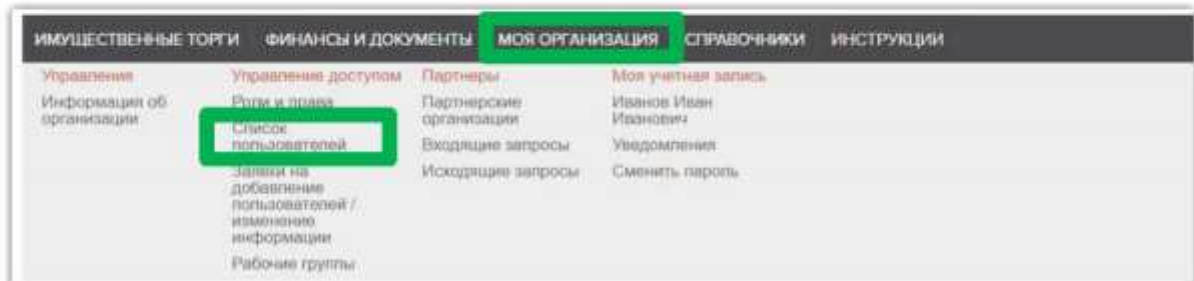 ИМУЩЕСТВЕННЫЕ ТОРГИ ФИНАНСЫ И ДОКУМЕНТЫ МОЯ ОРГАНИЗАЦИЯ СПРАВОЧНИКИ ИНСТРУКЦИИ
Управления
Информация об
организации
Управление доступом
Роли и права
Список
пользователей
Заявки на
добавление
пользователей /
изменение
информации
Рабочие группы
Партнеры
Партнерские
организации
Входящие запросы
Исходящие запросы
Моя учетная запись
Иванов Иван
Иванович
Уведомления
Сменить пароль